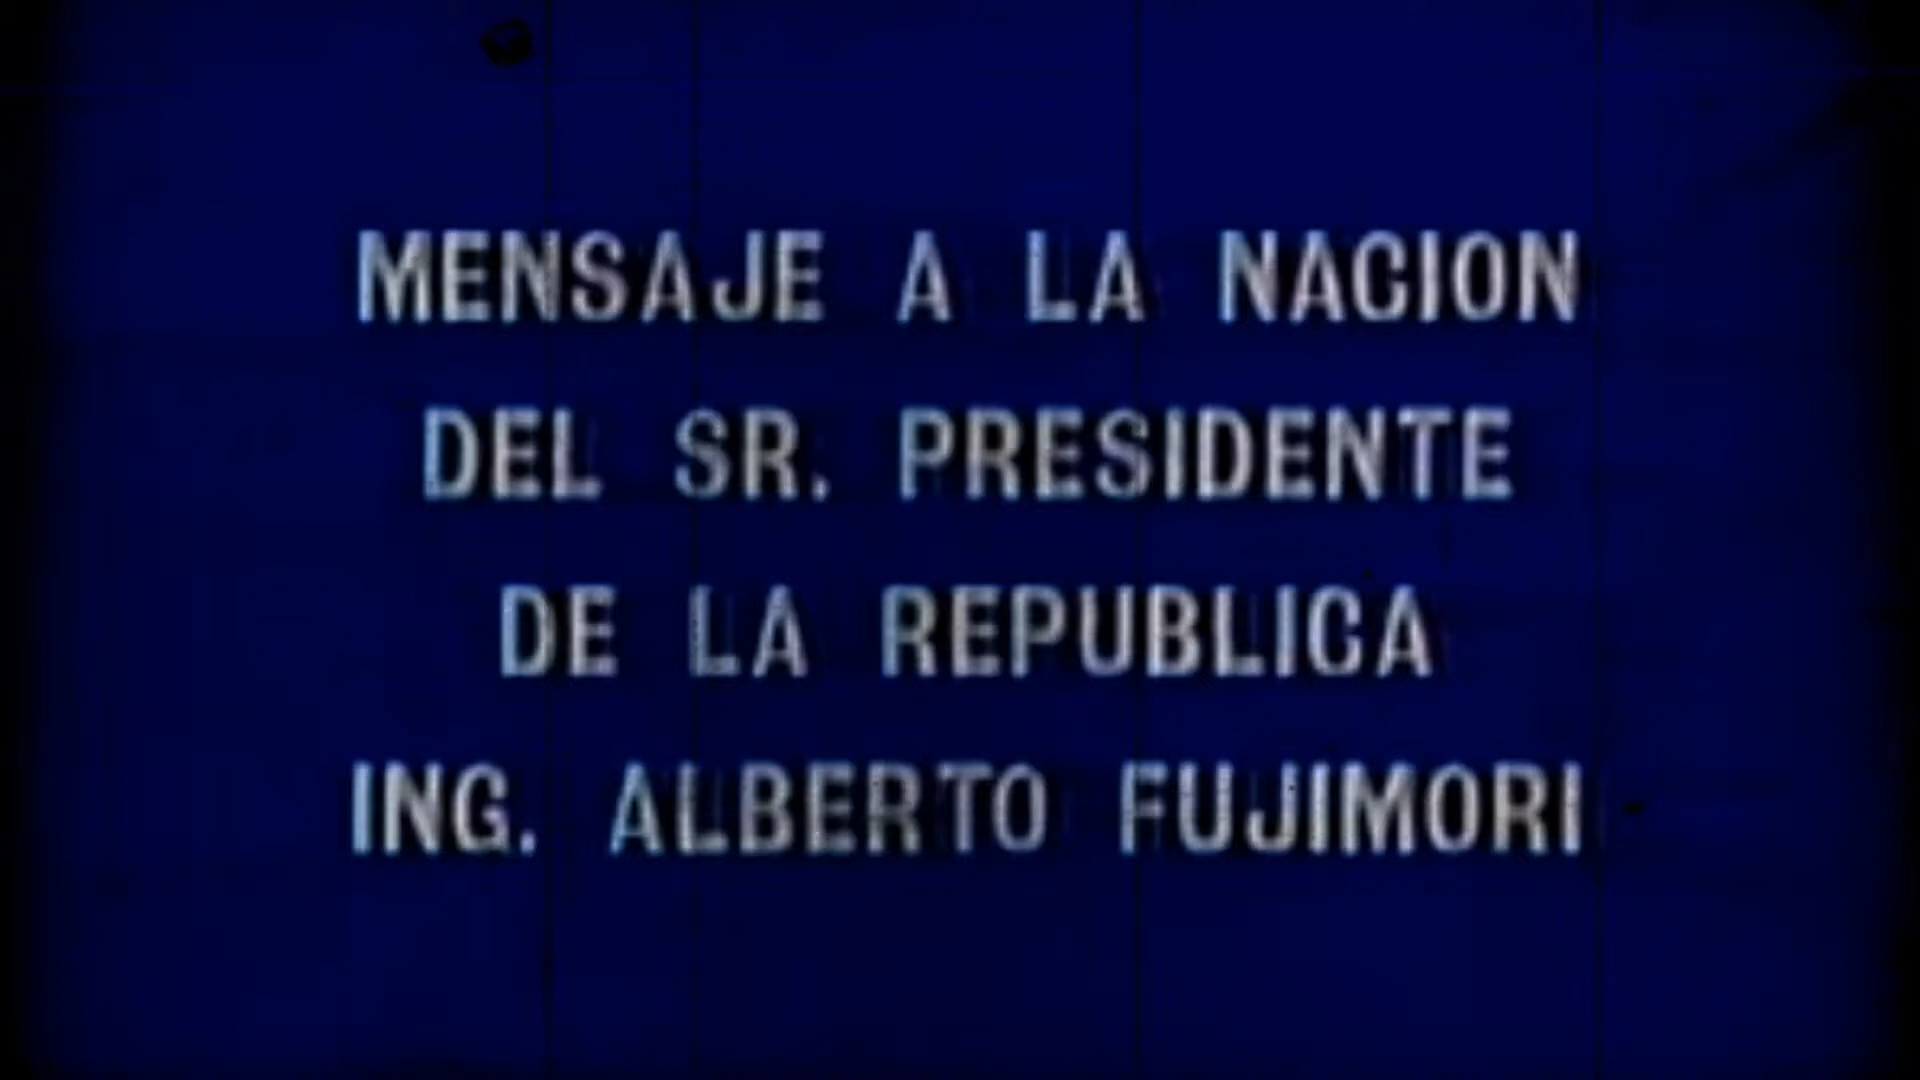 MENSAJE A LA NACION
DEL SR. PRESIDENTE
DE LA REPUBLICA
ING. ALBERTO FUJIMORI